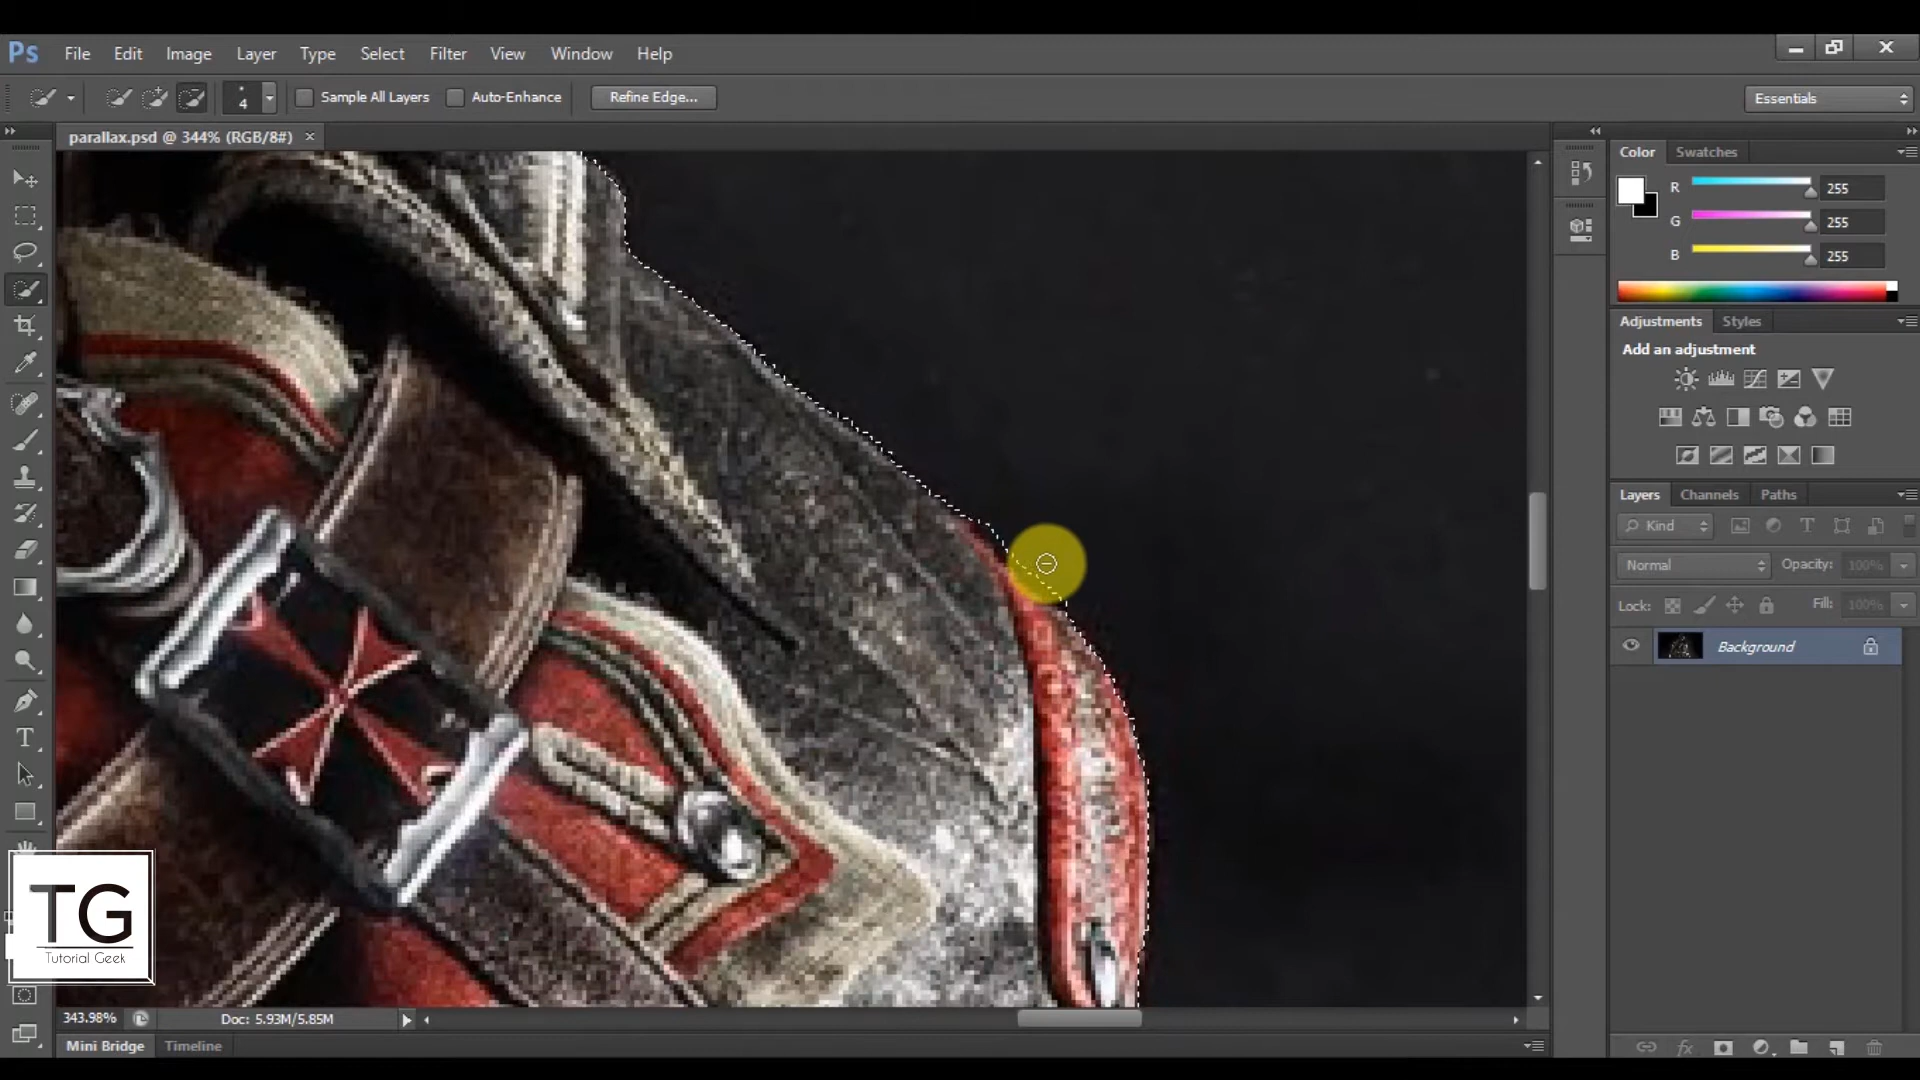 Ps File Edit Image Layer Type Select Filter View Window Help
4 Sample All Layers Auto-Enhance Refine Edge... Essentials
parallax.psd @ 344% (RGB/8#) ×
Color Swatches
R 255
G 255
B 255
Adjustments Styles
Add an adjustment
Layers Channels Paths
Kind
Normal Opacity: 100%
Lock: Fill: 100%
Background
TG
Tutorial Geek
343.98% Doc: 5.93M/5.85M
Mini Bridge Timeline